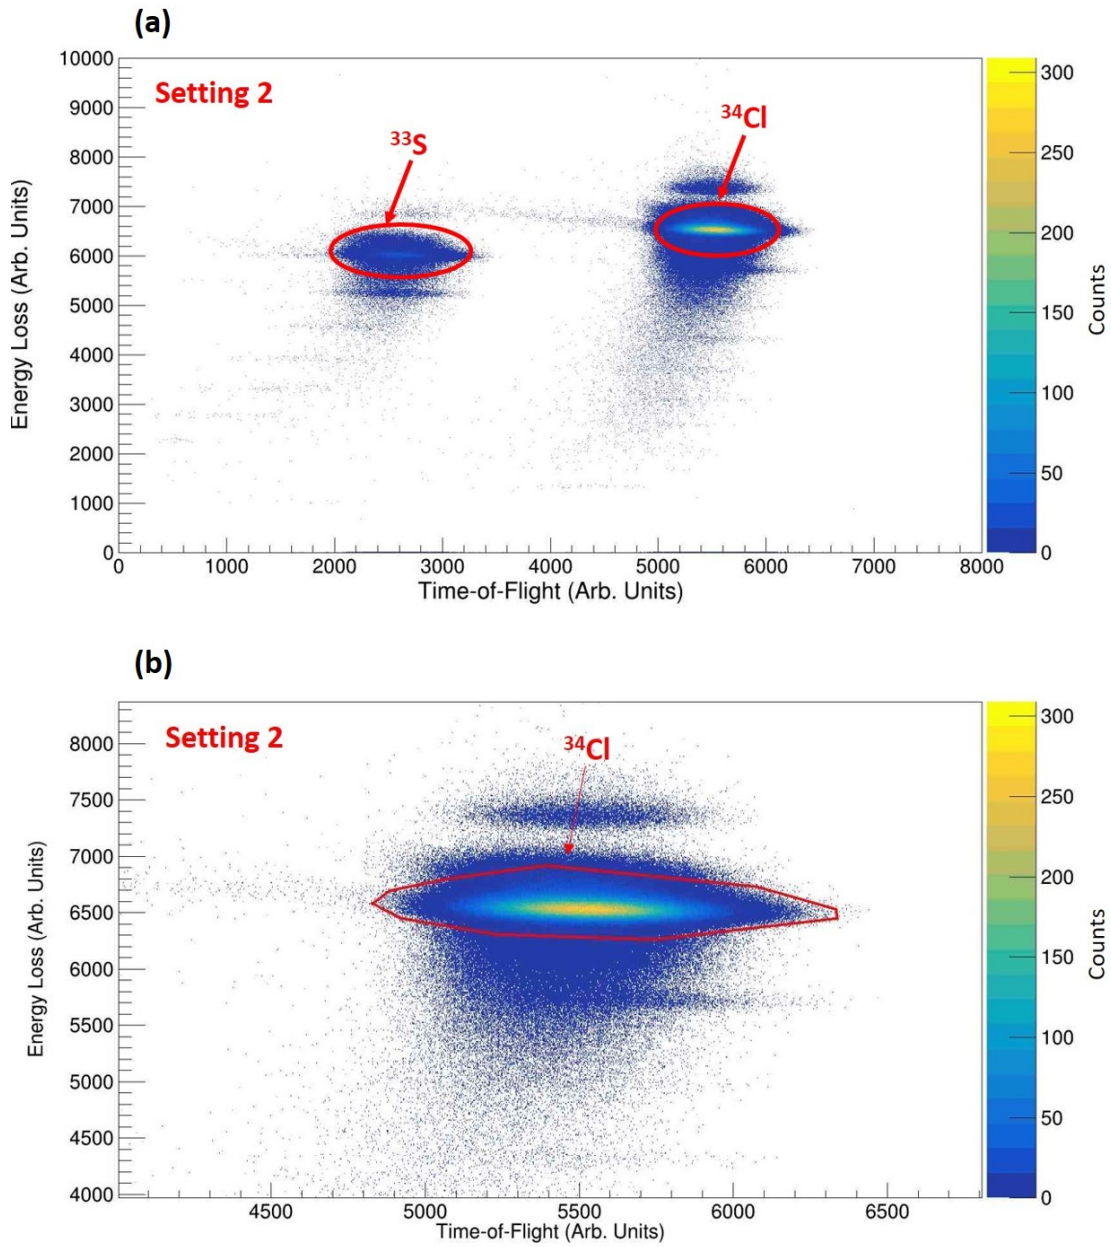 (a)
Setting 2
33S
34Cl
10000
9000
8000
7000
6000
5000
4000
3000
2000
1000
0
Energy Loss (Arb. Units)
0 1000 2000 3000 4000 5000 6000 7000 8000
Time-of-Flight (Arb. Units)
300
250
200
150
100
50
0
Counts
(b)
Setting 2
34Cl
8000
7500
7000
6500
6000
5500
5000
4500
4000
Energy Loss (Arb. Units)
4500 5000 5500 6000 6500
Time-of-Flight (Arb. Units)
300
250
200
150
100
50
0
Counts